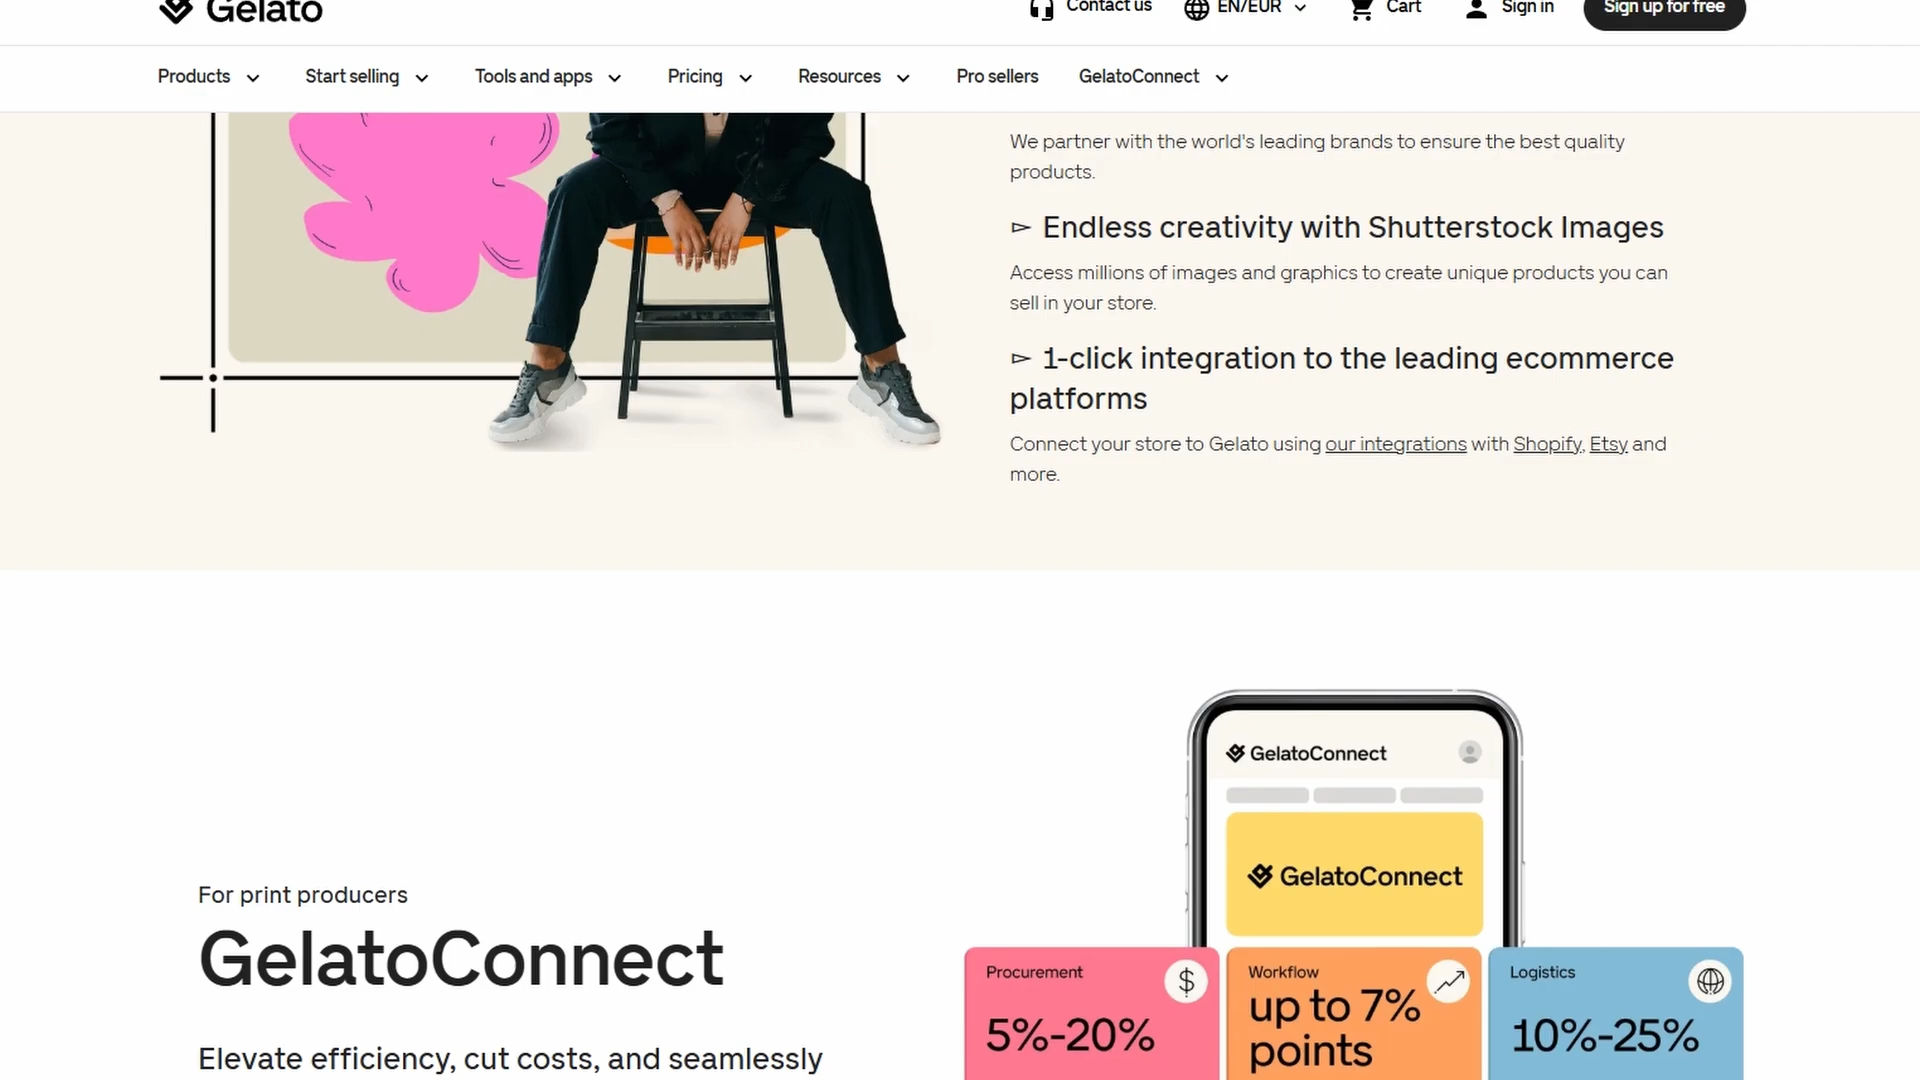 Gelato
Contact us
EN/EUR
Cart
Sign in
Sign up for free
Products
Start selling
Tools and apps
Pricing
Resources
Pro sellers
GelatoConnect
We partner with the world's leading brands to ensure the best quality
products.
▻ Endless creativity with Shutterstock Images
Access millions of images and graphics to create unique products you can
sell in your store.
▻ 1-click integration to the leading ecommerce
platforms
Connect your store to Gelato using our integrations with Shopify, Etsy and
more.
GelatoConnect
GelatoConnect
For print producers
GelatoConnect
Elevate efficiency, cut costs, and seamlessly
Procurement
$
5%-20%
Workflow
up to 7%
points
Logistics
10%-25%